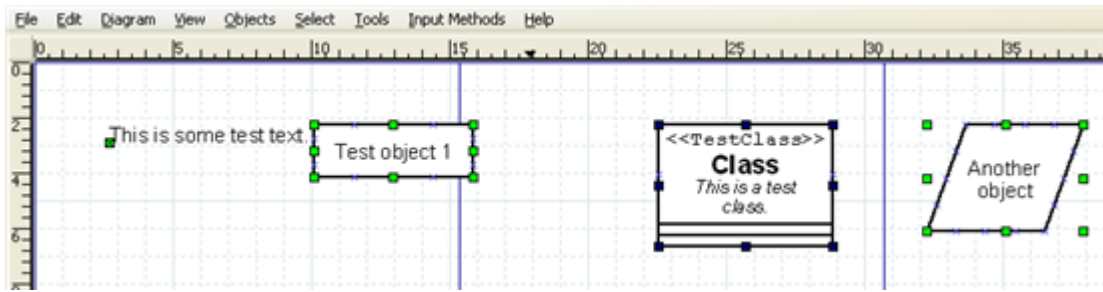 File Edit Diagram View Objects Select Tools Input Methods Help
0 5 10 15 20 25 30 35
0
2
4
6
8
This is some test text.
Test object 1
<<TestClass>>
Class
This is a test
class.
Another
object